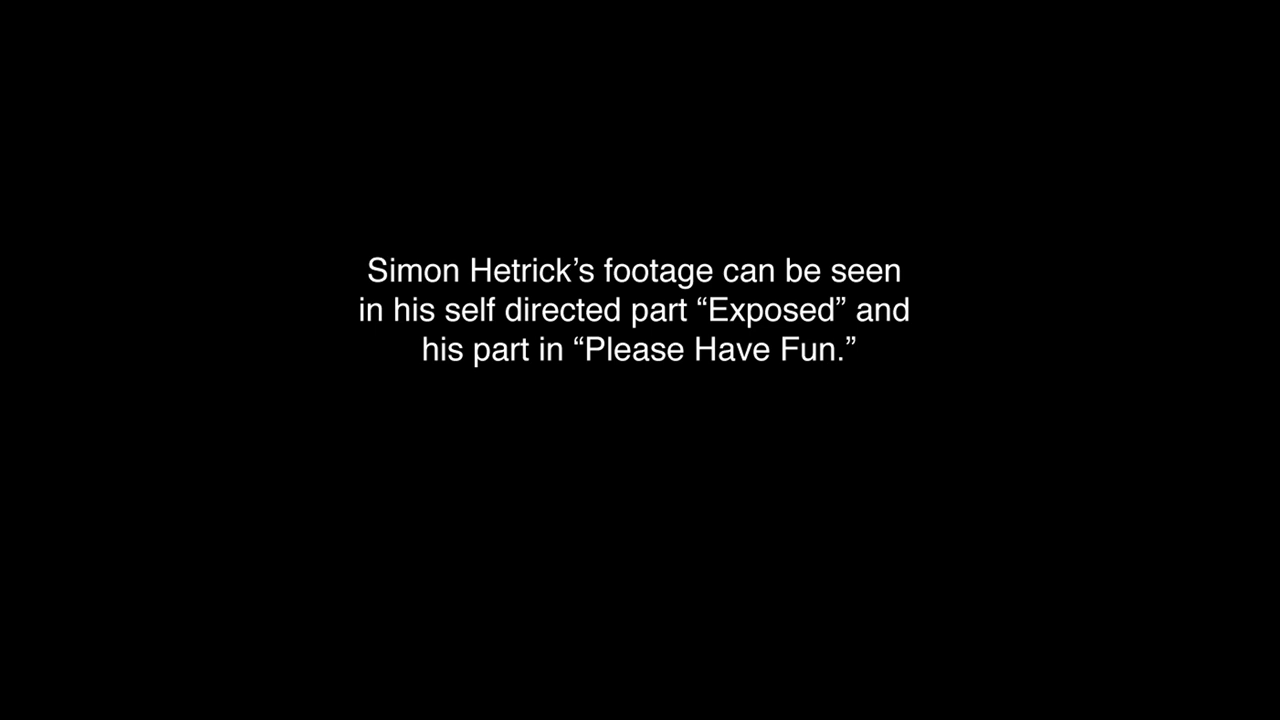 Simon Hetrick’s footage can be seen
in his self directed part “Exposed” and
his part in “Please Have Fun.”